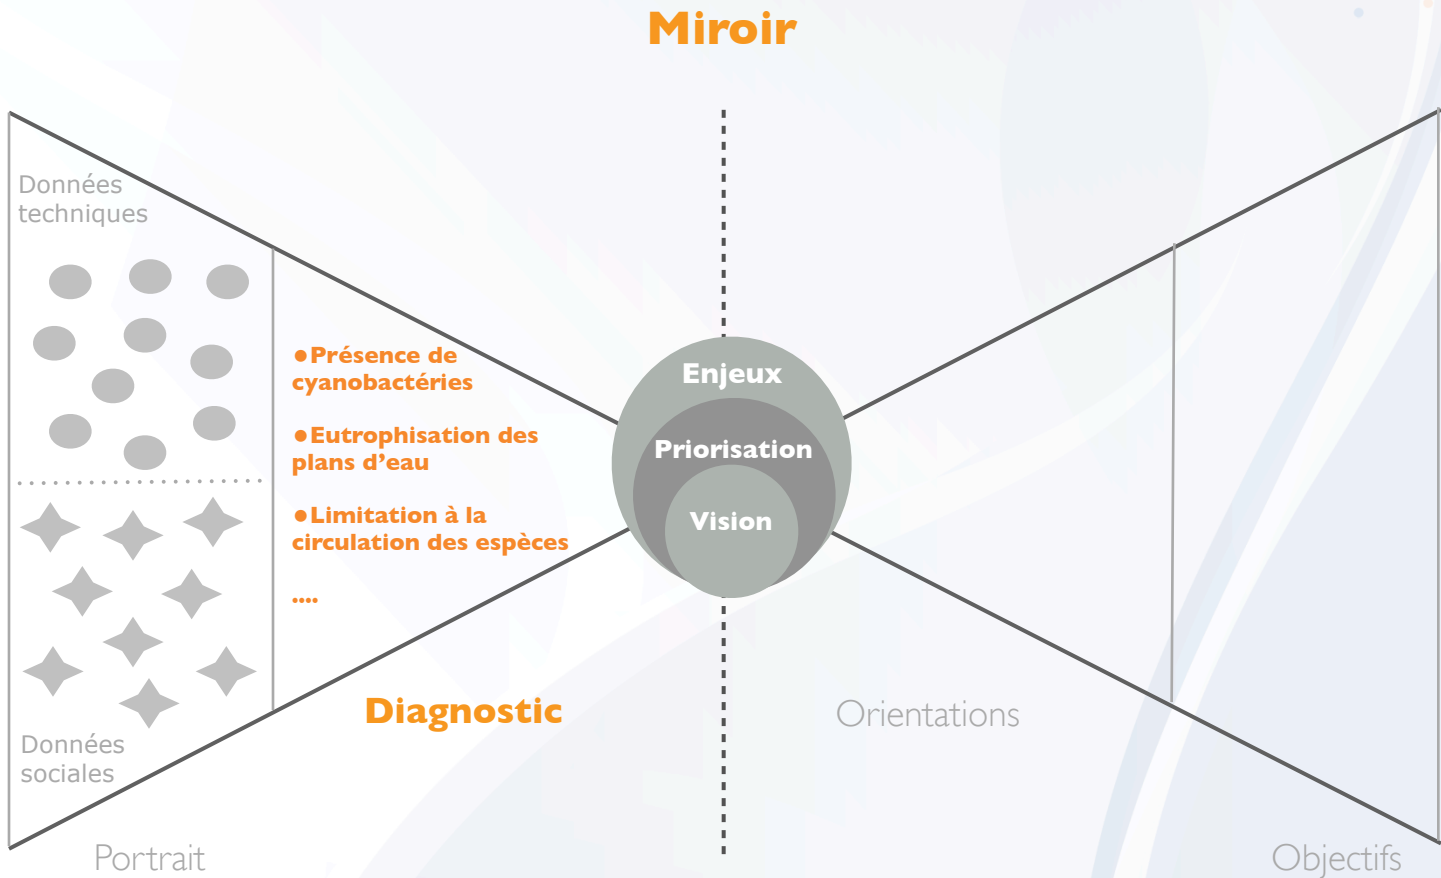 Miroir
Données
techniques
•Présence de
cyanobactéries
•Eutrophisation des
plans d’eau
•Limitation à la
circulation des espèces
....
Enjeux
Priorisation
Vision
Données
sociales
Diagnostic
Orientations
Portrait
Objectifs